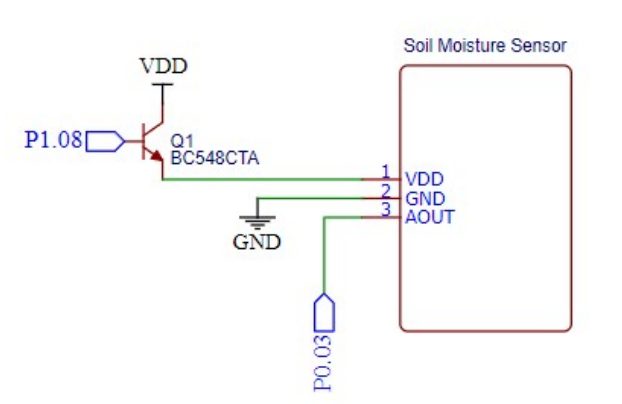 Soil Moisture Sensor
VDD
P1.08
Q1
BC548CTA
1
VDD
2
GND
3
AOUT
GND
P0.03